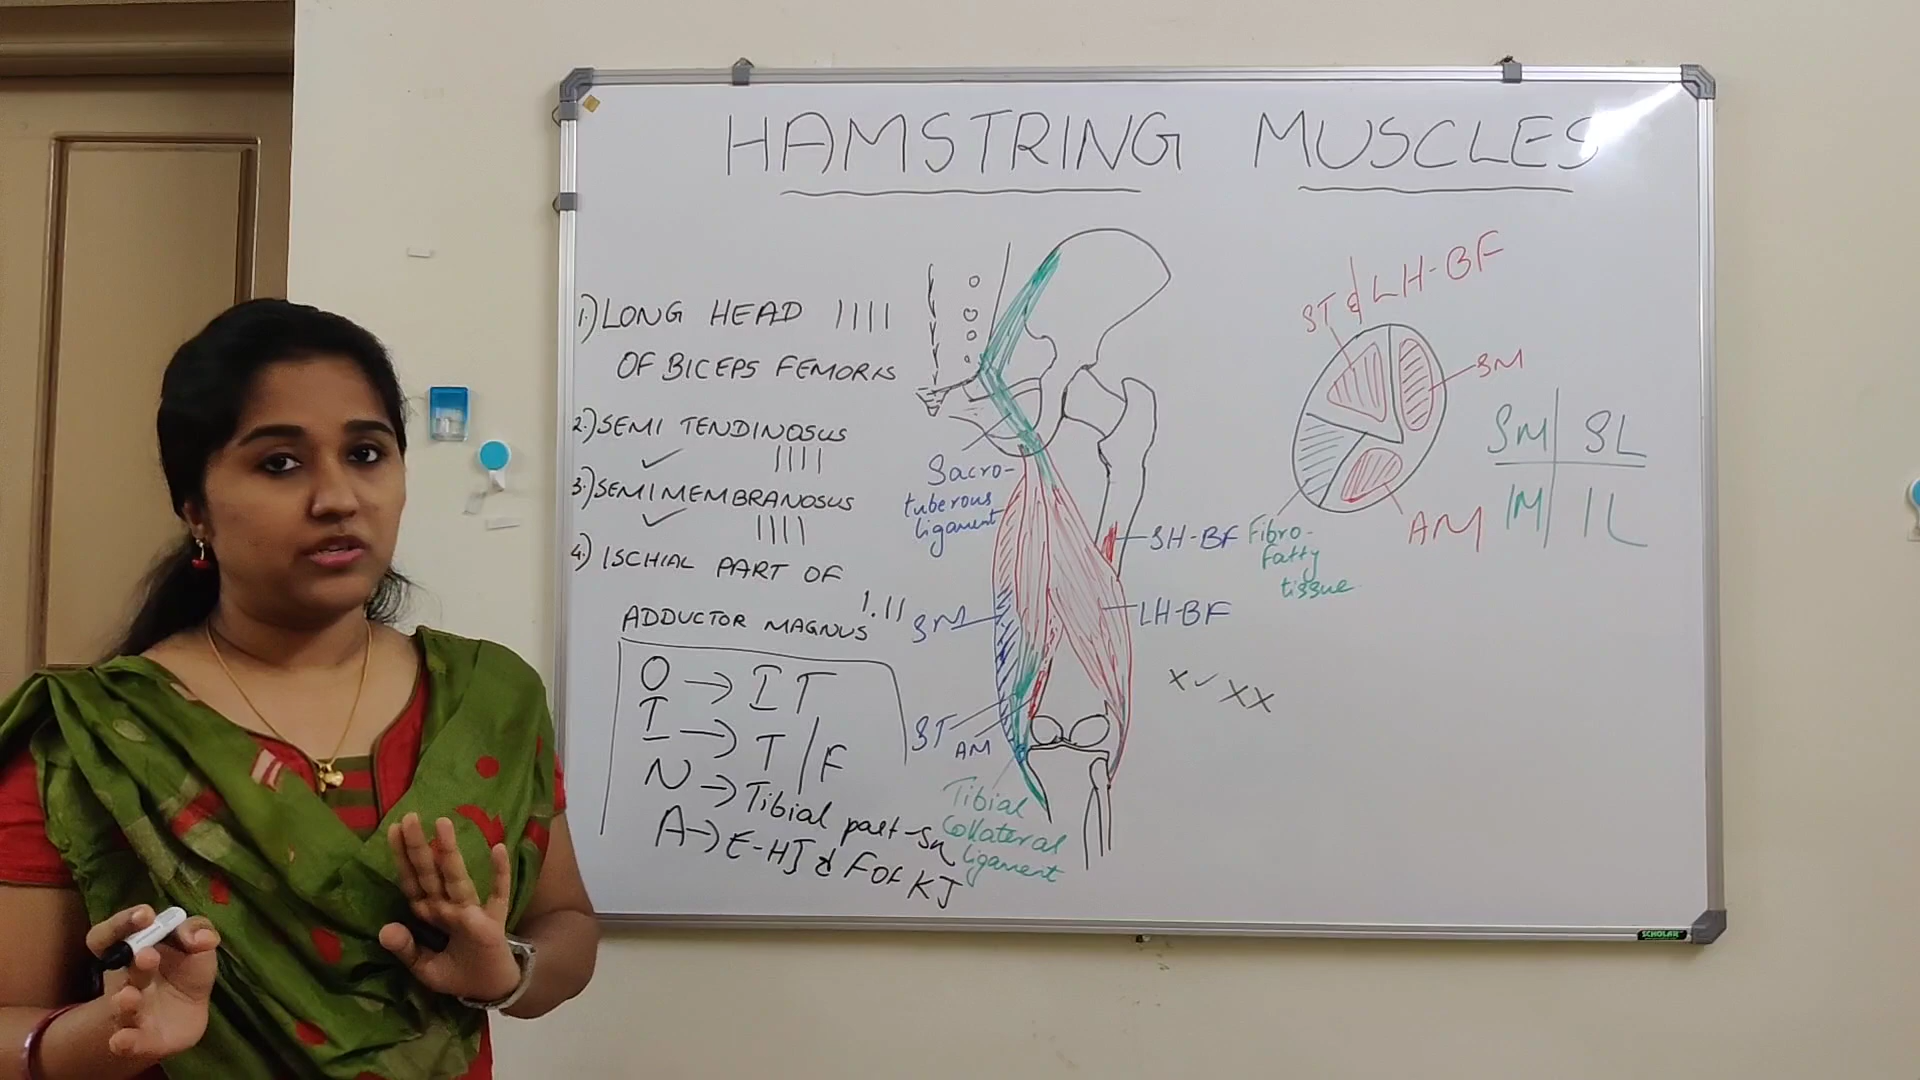 HAMSTRING MUSCLES
1.) LONG HEAD ||||
OF BICEPS FEMORIS
2.) SEMI TENDINOSUS
✓ ||||
3.) SEMIMEMBRANOSUS
✓ ||||
4.) ISCHIAL PART OF
ADDUCTOR MAGNUS
O → IT
I → T/F
N → Tibial part - SN
A → E-HJ & F OF KJ
Sacro-
tuberous
ligament
SM
ST
AM
Tibial
Collateral
ligament
SH-BF
LH-BF
X ✓ X X
ST & LH-BF
SM
AM
Fibro-
fatty
tissue
SM | SL
IM | IL
SCHOLAR